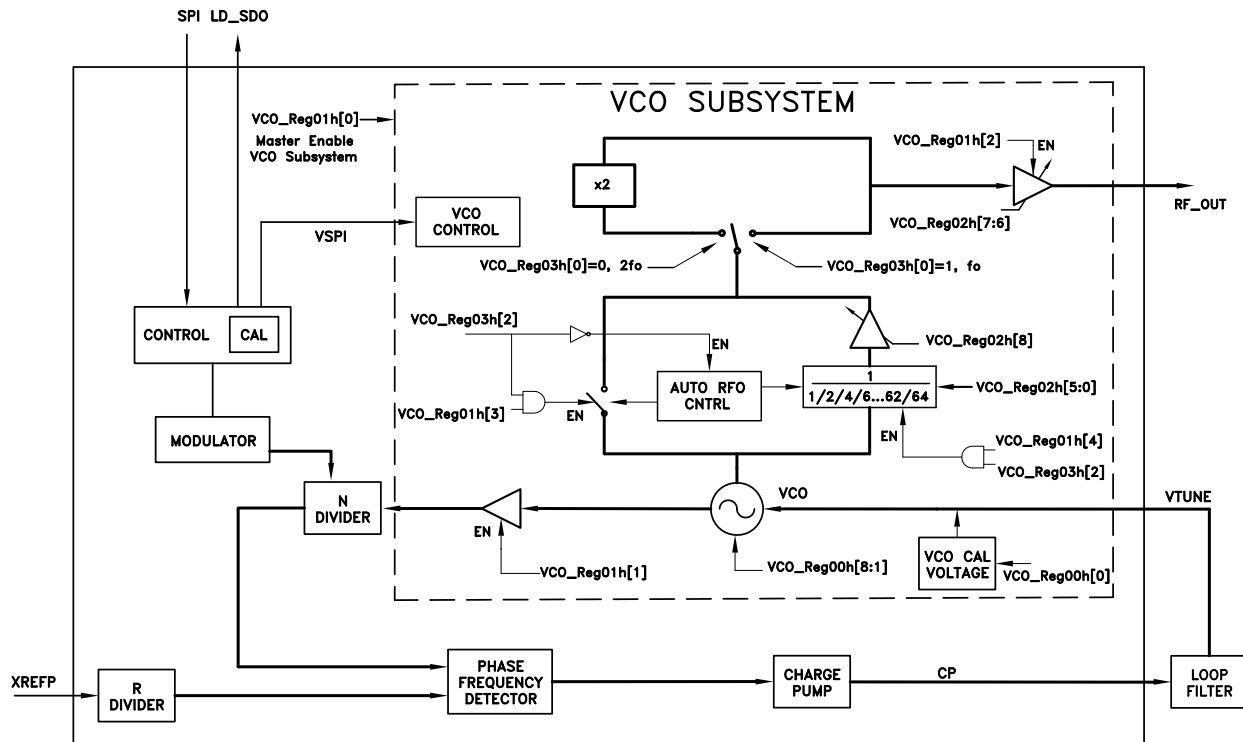 SPI LD_SDO
VCO SUBSYSTEM
VCO_Reg01h[0]
Master Enable
VCO Subsystem
VCO_Reg01h[2]
EN
x2
RF_OUT
VCO_Reg02h[7:6]
VCO
CONTROL
VSPI
VCO_Reg03h[0]=0, 2fo
VCO_Reg03h[0]=1, fo
CONTROL
CAL
VCO_Reg03h[2]
EN
VCO_Reg02h[8]
AUTO RFO
CNTRL
1
1/2/4/6...62/64
VCO_Reg02h[5:0]
VCO_Reg01h[3]
EN
MODULATOR
EN
VCO_Reg01h[4]
VCO_Reg03h[2]
N
DIVIDER
EN
VCO
VTUNE
VCO_Reg01h[1]
VCO_Reg00h[8:1]
VCO CAL
VOLTAGE
VCO_Reg00h[0]
XREFP
R
DIVIDER
PHASE
FREQUENCY
DETECTOR
CHARGE
PUMP
CP
LOOP
FILTER